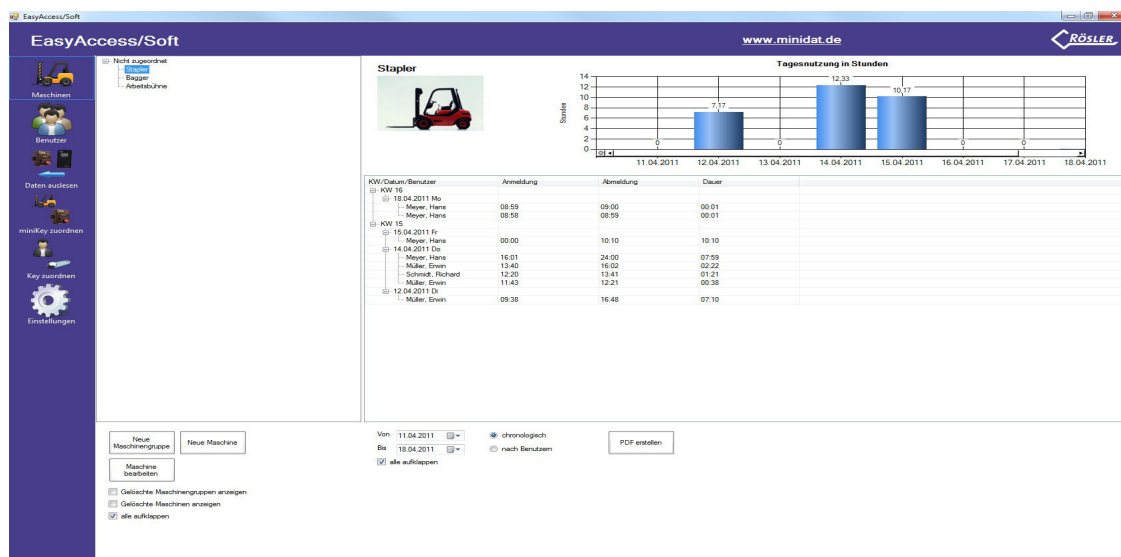 EasyAccess/Soft
EasyAccess/Soft
www.minidat.de
RÖSLER
Maschinen
Benutzer
Daten auslesen
miniKey zuordnen
Key zuordnen
Einstellungen
Nicht zugeordnet
Stapler
Bagger
Arbeitsbühne
Stapler
Tagesnutzung in Stunden
Stunden
14
12
10
8
6
4
2
0
0
7,17
0
12,33
10,17
0
0
11.04.2011 12.04.2011 13.04.2011 14.04.2011 15.04.2011 16.04.2011 17.04.2011 18.04.2011
KW/Datum/Benutzer Anmeldung Abmeldung Dauer
KW 16
18.04.2011 Mo
Meyer, Hans 08:59 09:00 00:01
Meyer, Hans 08:58 08:59 00:01
KW 15
15.04.2011 Fr
Meyer, Hans 00:00 10:10 10:10
14.04.2011 Do
Meyer, Hans 16:01 24:00 07:59
Müller, Erwin 13:40 16:02 02:22
Schmidt, Richard 12:20 13:41 01:21
Müller, Erwin 11:43 12:21 00:38
12.04.2011 Di
Müller, Erwin 09:38 16:48 07:10
Neue
Maschinengruppe
Neue Maschine
Maschine
bearbeiten
Gelöschte Maschinengruppen anzeigen
Gelöschte Maschinen anzeigen
alle aufklappen
Von 11.04.2011
Bis 18.04.2011
alle aufklappen
chronologisch
nach Benutzern
PDF erstellen